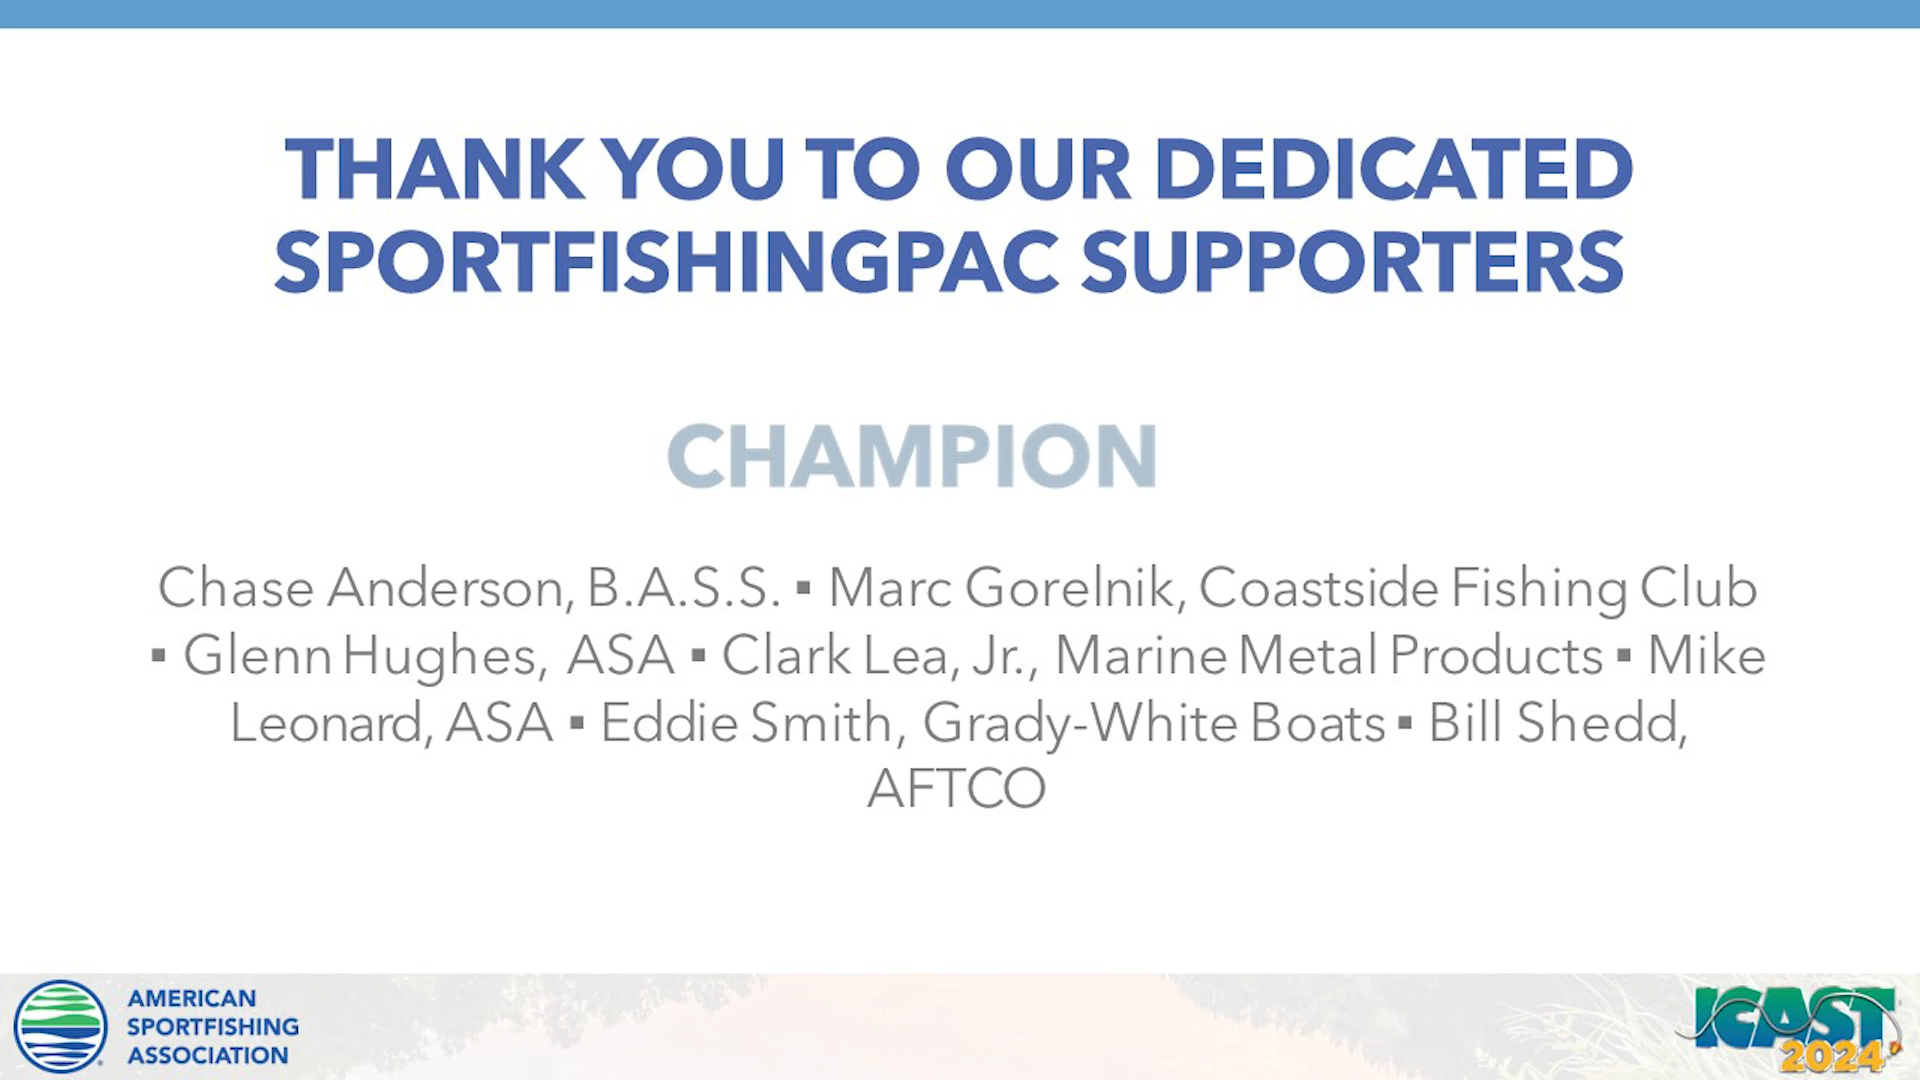 THANK YOU TO OUR DEDICATED
SPORTFISHINGPAC SUPPORTERS
CHAMPION
Chase Anderson, B.A.S.S. ▪ Marc Gorelnik, Coastside Fishing Club
▪ Glenn Hughes, ASA ▪ Clark Lea, Jr., Marine Metal Products ▪ Mike
Leonard, ASA ▪ Eddie Smith, Grady-White Boats ▪ Bill Shedd,
AFTCO
AMERICAN
SPORTFISHING
ASSOCIATION
ICAST
2024